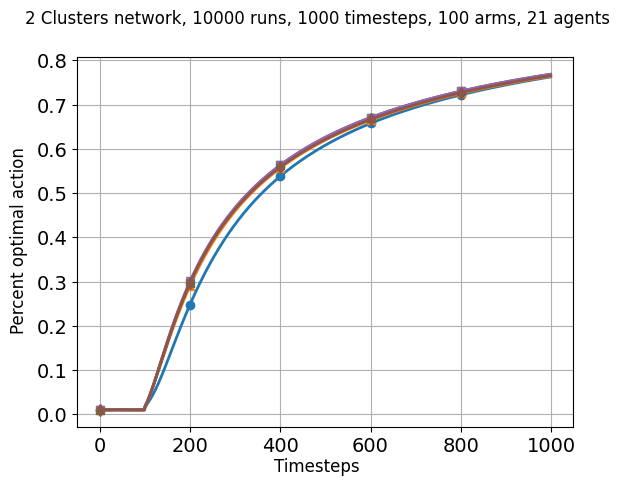 2 Clusters network, 10000 runs, 1000 timesteps, 100 arms, 21 agents
0.8
0.7
0.6
0.5
0.4
0.3
0.2
0.1
0.0
Percent optimal action
0 200 400 600 800 1000
Timesteps